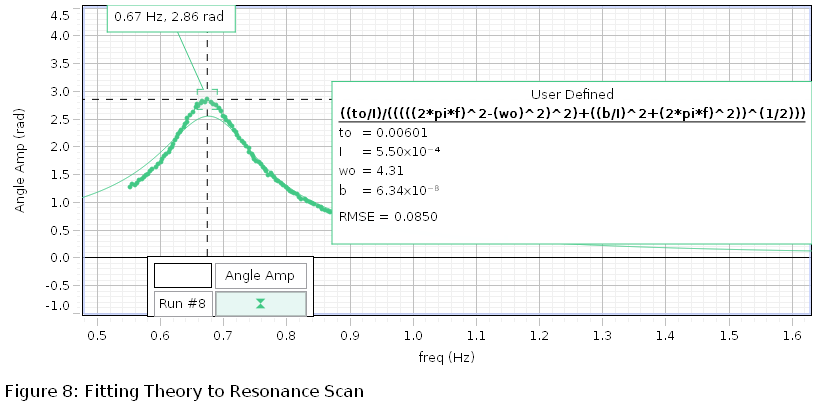 0.67 Hz, 2.86 rad
4.5
4.0
3.5
3.0
2.5
2.0
1.5
1.0
0.5
0.0
-0.5
-1.0
Angle Amp (rad)
User Defined
((to/I)/(((((2*pi*f)^2-(wo)^2)^2)+((b/I)^2+(2*pi*f)^2))^(1/2)))
to = 0.00601
I = 5.50x10⁻⁴
wo = 4.31
b = 6.34x10⁻⁸
RMSE = 0.0850
Angle Amp
Run #8
0.5 0.6 0.7 0.8 0.9 1.0 1.1 1.2 1.3 1.4 1.5 1.6
freq (Hz)
Figure 8: Fitting Theory to Resonance Scan